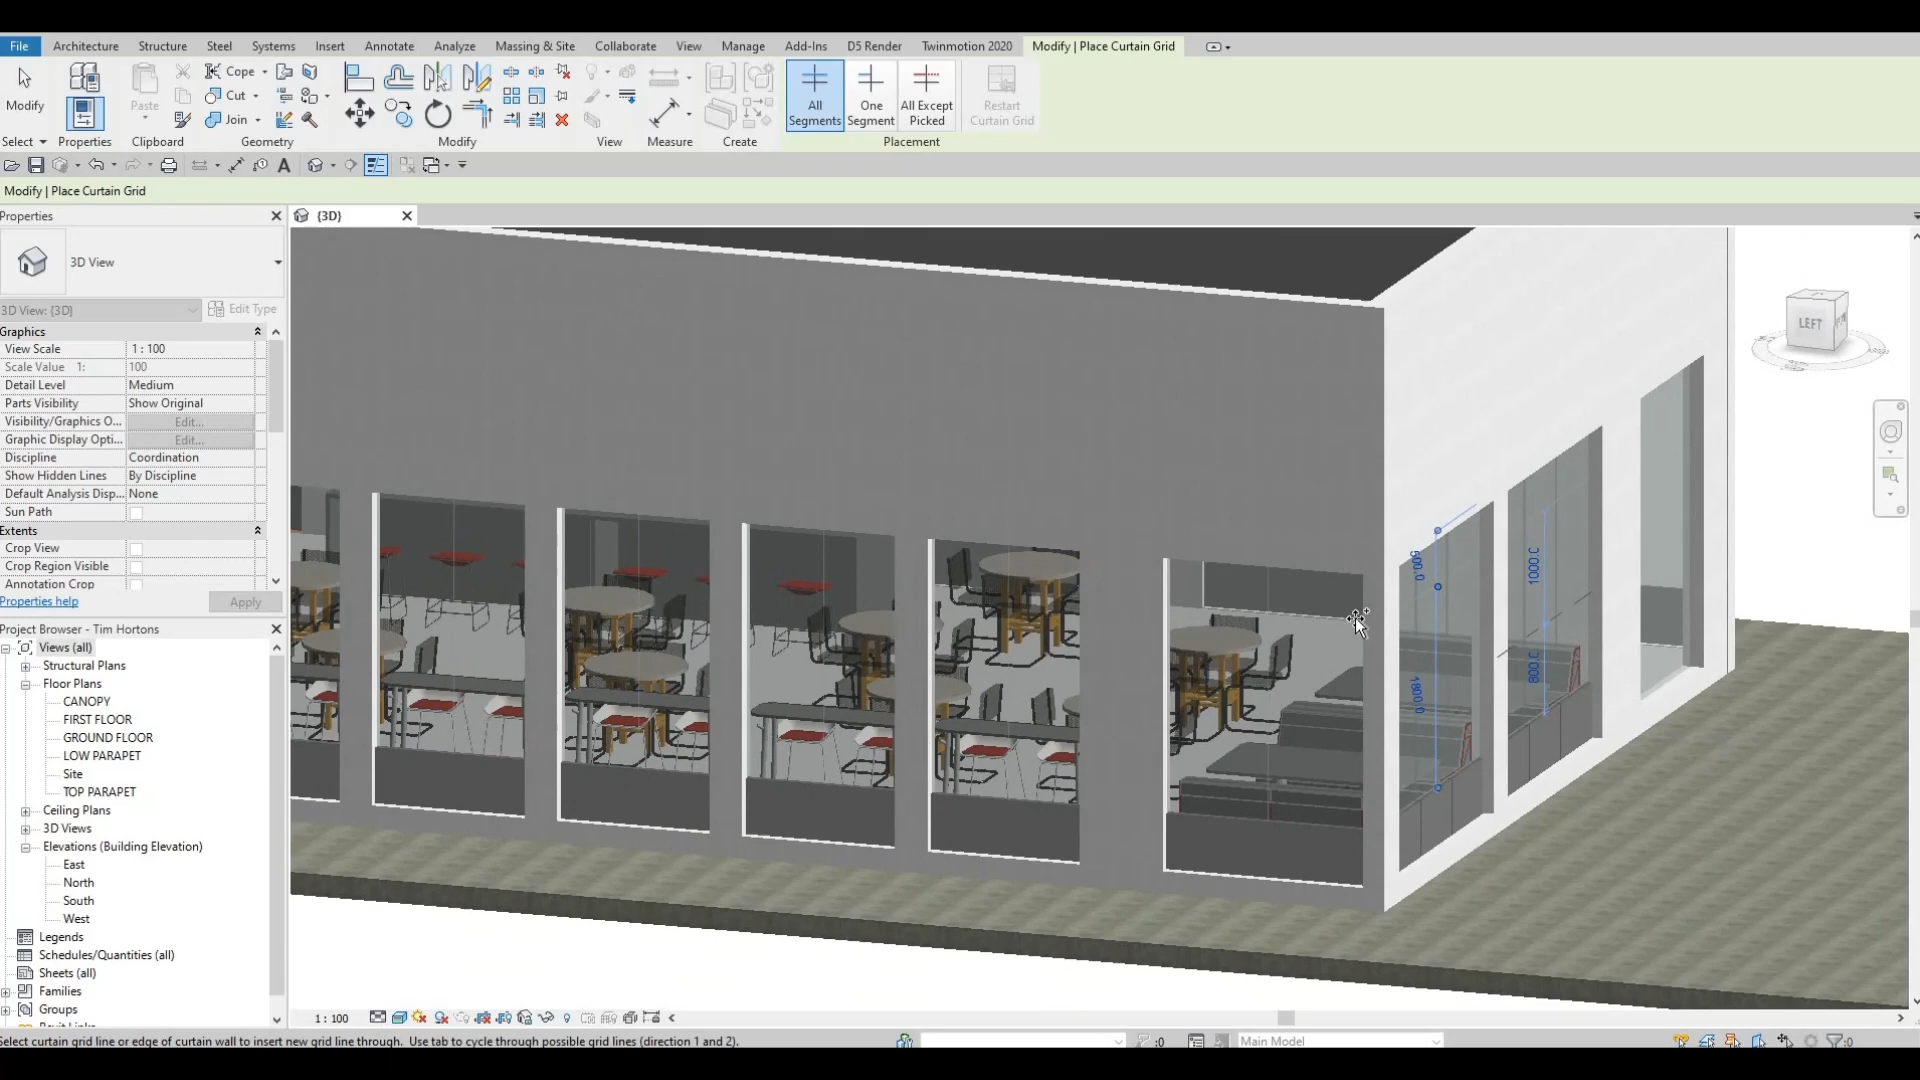 File Architecture Structure Steel Systems Insert Annotate Analyze Massing & Site Collaborate View Manage Add-Ins D5 Render Twinmotion 2020 Modify | Place Curtain Grid
Modify
Paste
Cope
Cut
Join
All Segments
One Segment
All Except Picked
Restart Curtain Grid
Select Properties Clipboard Geometry Modify View Measure Create Placement
Modify | Place Curtain Grid
Properties
{3D}
3D View
3D View: {3D}
Edit Type
Graphics
View Scale 1 : 100
Scale Value 1: 100
Detail Level Medium
Parts Visibility Show Original
Visibility/Graphics O... Edit...
Graphic Display Opti... Edit...
Discipline Coordination
Show Hidden Lines By Discipline
Default Analysis Disp... None
Sun Path
Extents
Crop View
Crop Region Visible
Annotation Crop
Properties help
Apply
Project Browser - Tim Hortons
Views (all)
Structural Plans
Floor Plans
CANOPY
FIRST FLOOR
GROUND FLOOR
LOW PARAPET
Site
TOP PARAPET
Ceiling Plans
3D Views
Elevations (Building Elevation)
East
North
South
West
Legends
Schedules/Quantities (all)
Sheets (all)
Families
Groups
Revit Links
LEFT
1800.0
1 : 100
Select curtain grid line or edge of curtain wall to insert new grid line through. Use tab to cycle through possible grid lines (direction 1 and 2).
:0
Main Model
:0